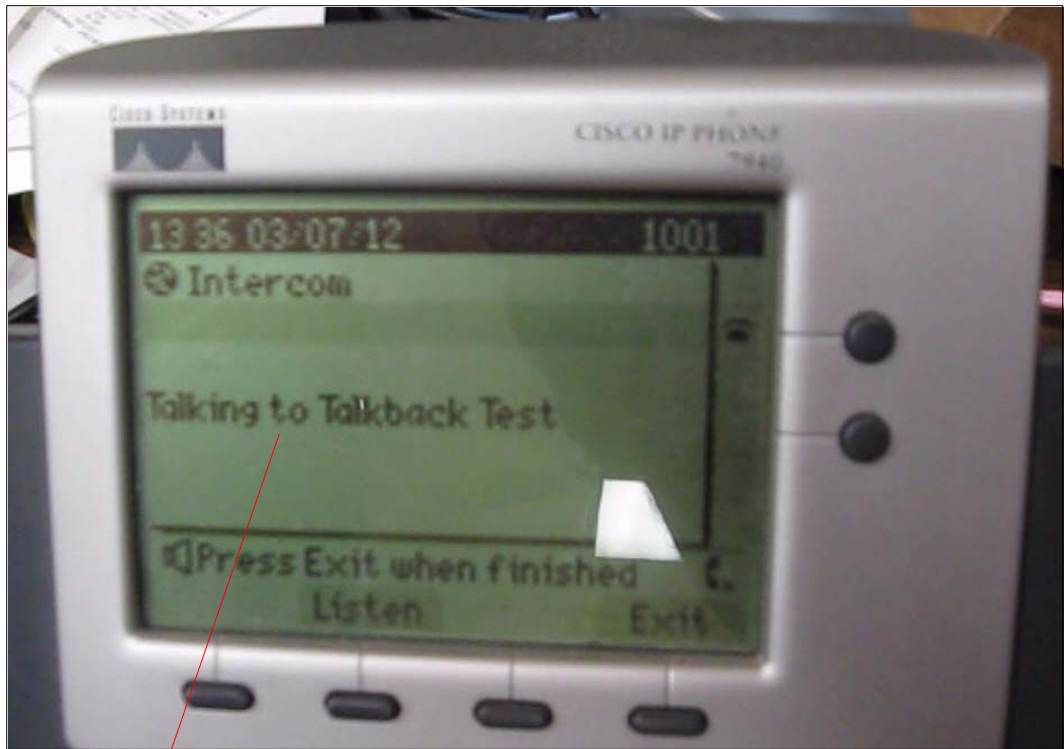 CISCO SYSTEMS
CISCO IP PHONE
7940
13:36 03/07/12 1001
Intercom
Talking to Talkback Test
Press Exit when finished
Listen Exit